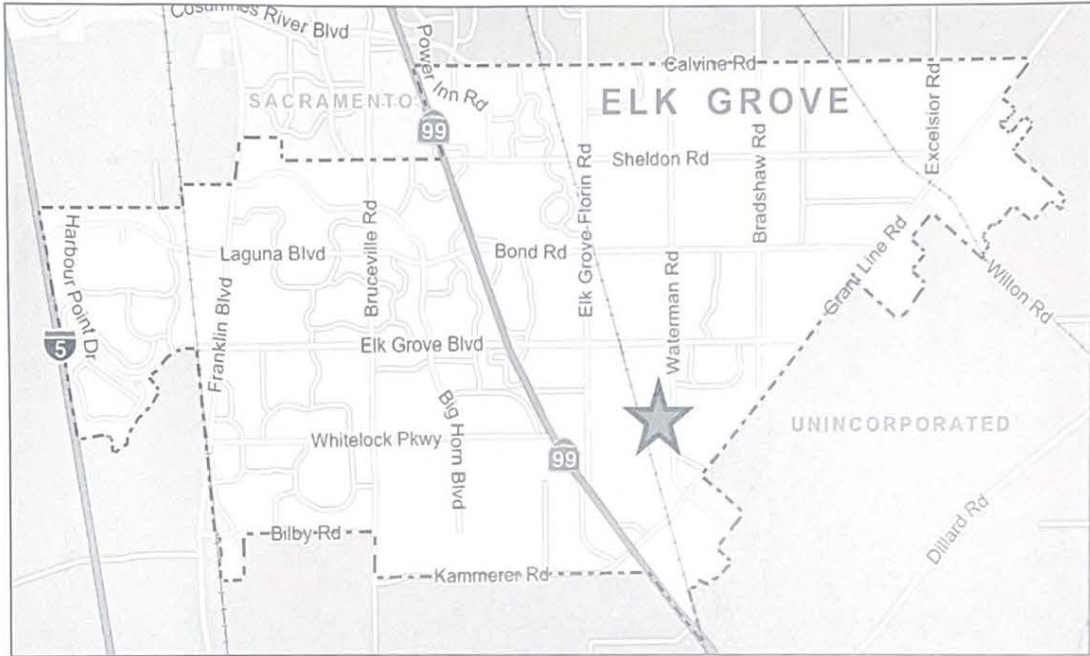 Cosumnes River Blvd
Power Inn Rd
Calvine Rd
SACRAMENTO
ELK GROVE
99
Excelsior Rd
Sheldon Rd
Bradshaw Rd
Elk Grove-Florin Rd
Bruceville Rd
Harbour Point Dr
Laguna Blvd
Bond Rd
Waterman Rd
Grant Line Rd
Wilton Rd
Franklin Blvd
5
Elk Grove Blvd
Big Horn Blvd
UNINCORPORATED
Whitelock Pkwy
99
Dillard Rd
Bilby Rd
Kammerer Rd